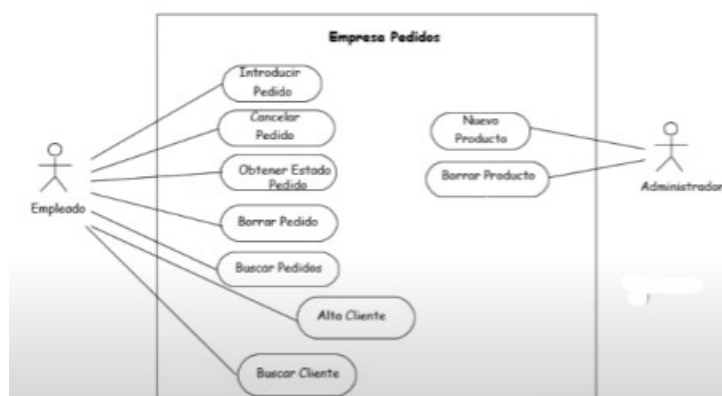 Empresa Pedidos
Introducir
Pedido
Cancelar
Pedido
Obtener Estado
Pedido
Borrar Pedido
Buscar Pedidos
Alta Cliente
Buscar Cliente
Nuevo
Producto
Borrar Producto
Empleado
Administrador